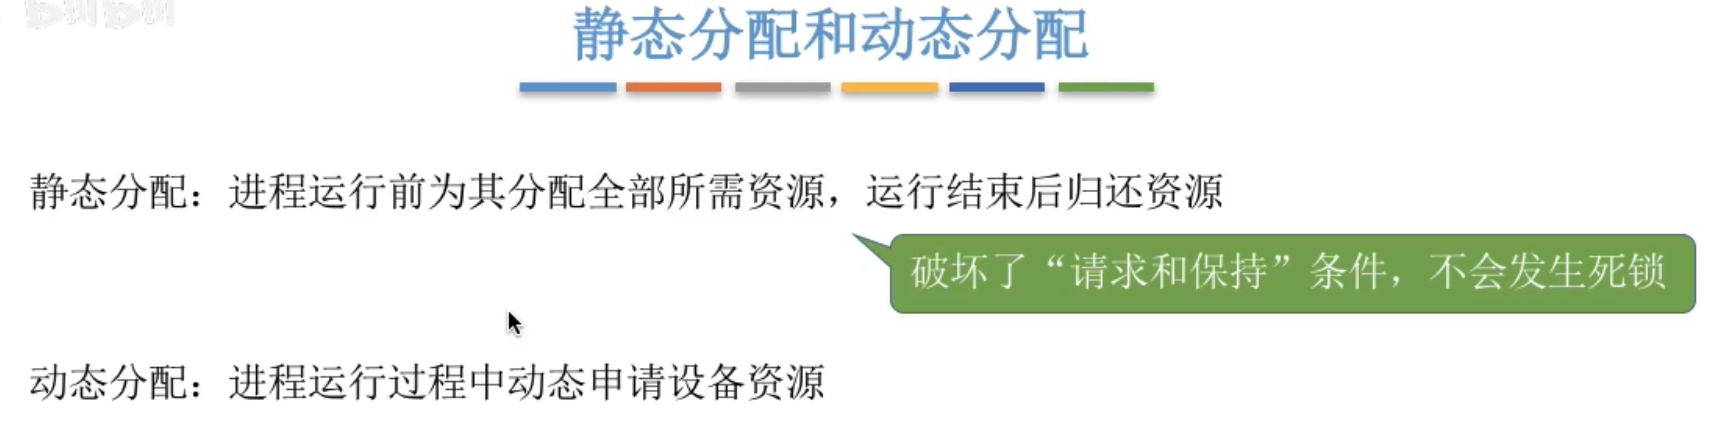 静态分配和动态分配
静态分配：进程运行前为其分配全部所需资源，运行结束后归还资源
破坏了“请求和保持”条件，不会发生死锁
动态分配：进程运行过程中动态申请设备资源